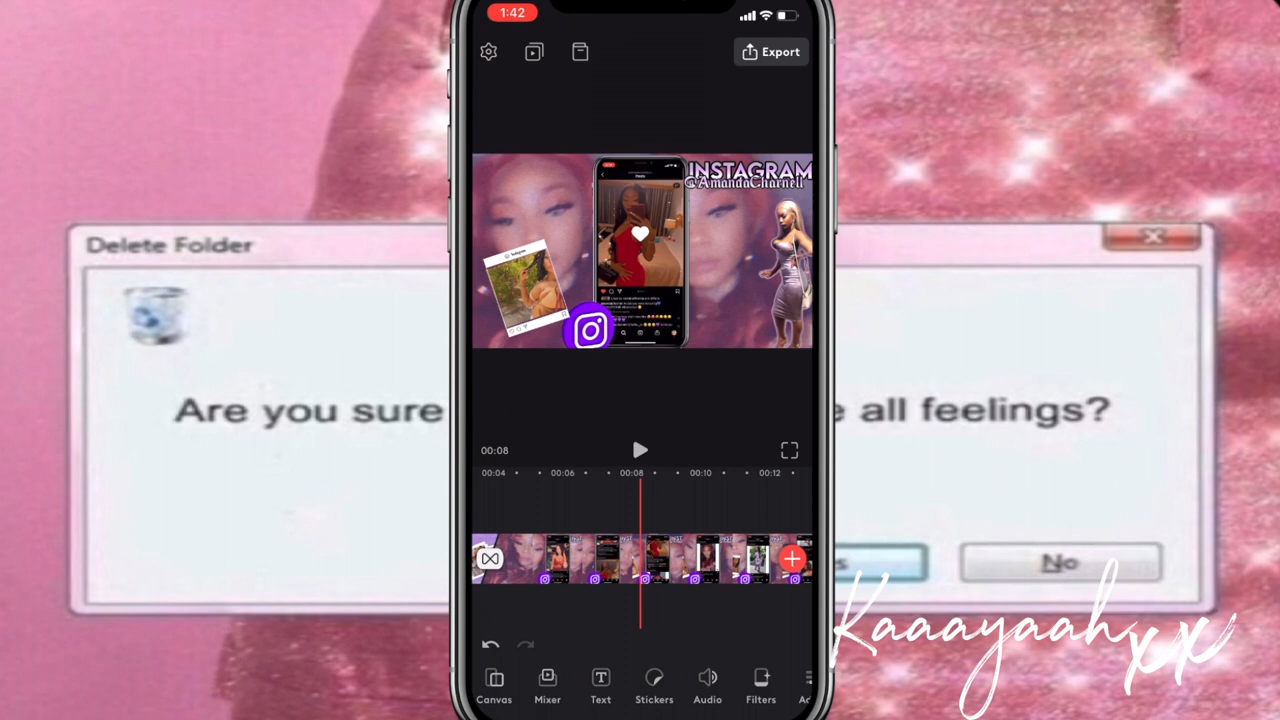 1:42
Export
INSTAGRAM
@AmandaCharnell
Delete Folder
Are you sure
all feelings?
00:08
00:04
00:06
00:08
00:10
00:12
No
Kaaayaahxx
Canvas
Mixer
Text
Stickers
Audio
Filters